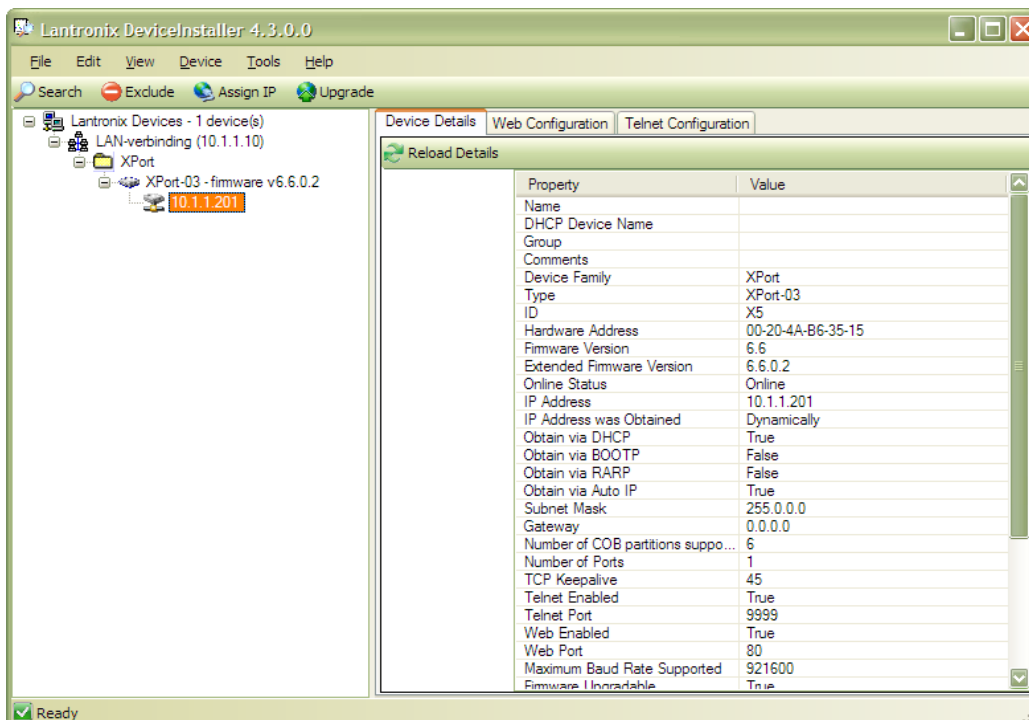 Lantronix DeviceInstaller 4.3.0.0
File Edit View Device Tools Help
Search Exclude Assign IP Upgrade
Lantronix Devices - 1 device(s)
LAN-verbinding (10.1.1.10)
XPort
XPort-03 - firmware v6.6.0.2
10.1.1.201
Device Details Web Configuration Telnet Configuration
Reload Details
Property Value
Name
DHCP Device Name
Group
Comments
Device Family XPort
Type XPort-03
ID X5
Hardware Address 00-20-4A-B6-35-15
Firmware Version 6.6
Extended Firmware Version 6.6.0.2
Online Status Online
IP Address 10.1.1.201
IP Address was Obtained Dynamically
Obtain via DHCP True
Obtain via BOOTP False
Obtain via RARP False
Obtain via Auto IP True
Subnet Mask 255.0.0.0
Gateway 0.0.0.0
Number of COB partitions suppo... 6
Number of Ports 1
TCP Keepalive 45
Telnet Enabled True
Telnet Port 9999
Web Enabled True
Web Port 80
Maximum Baud Rate Supported 921600
Firmware Upgradable True
Ready